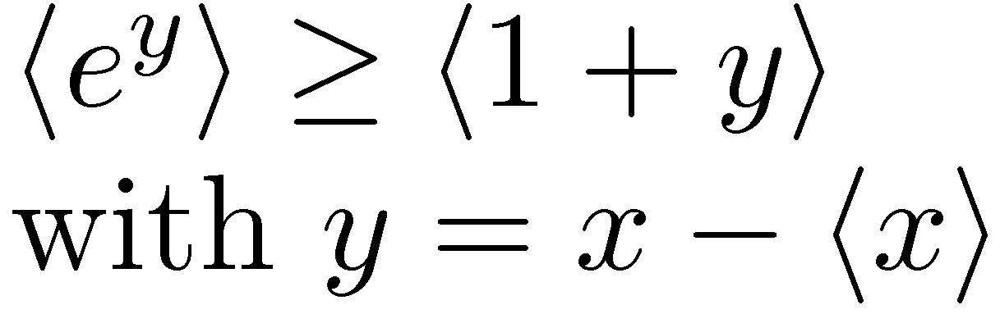 ⟨e^y⟩ ≥ ⟨1 + y⟩
with y = x − ⟨x⟩